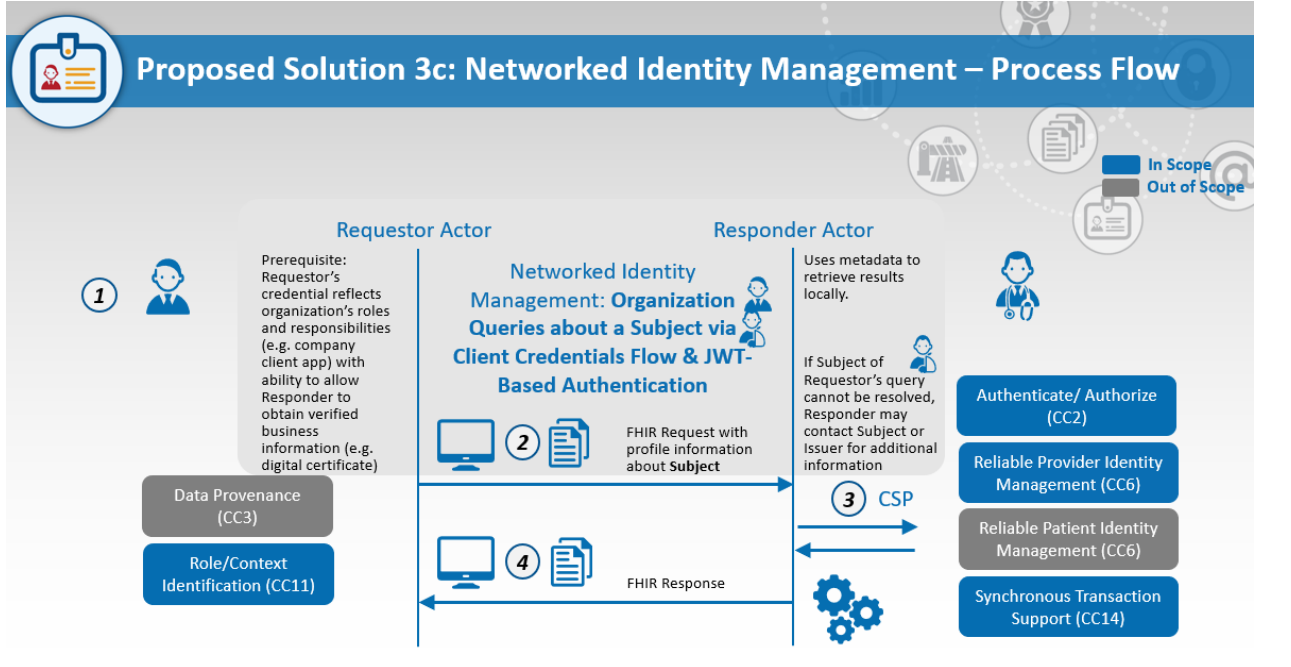 Proposed Solution 3c: Networked Identity Management – Process Flow
In Scope
Out of Scope
Requestor Actor
Responder Actor
1
Prerequisite:
Requestor's
credential reflects
organization's roles
and responsibilities
(e.g. company
client app) with
ability to allow
Responder to
obtain verified
business
information (e.g.
digital certificate)
Networked Identity
Management: Organization
Queries about a Subject via
Client Credentials Flow & JWT-
Based Authentication
Uses metadata to
retrieve results
locally.
If Subject of
Requestor's query
cannot be resolved,
Responder may
contact Subject or
Issuer for additional
information
2
FHIR Request with
profile information
about Subject
3 CSP
4
FHIR Response
Data Provenance
(CC3)
Role/Context
Identification (CC11)
Authenticate/ Authorize
(CC2)
Reliable Provider Identity
Management (CC6)
Reliable Patient Identity
Management (CC6)
Synchronous Transaction
Support (CC14)